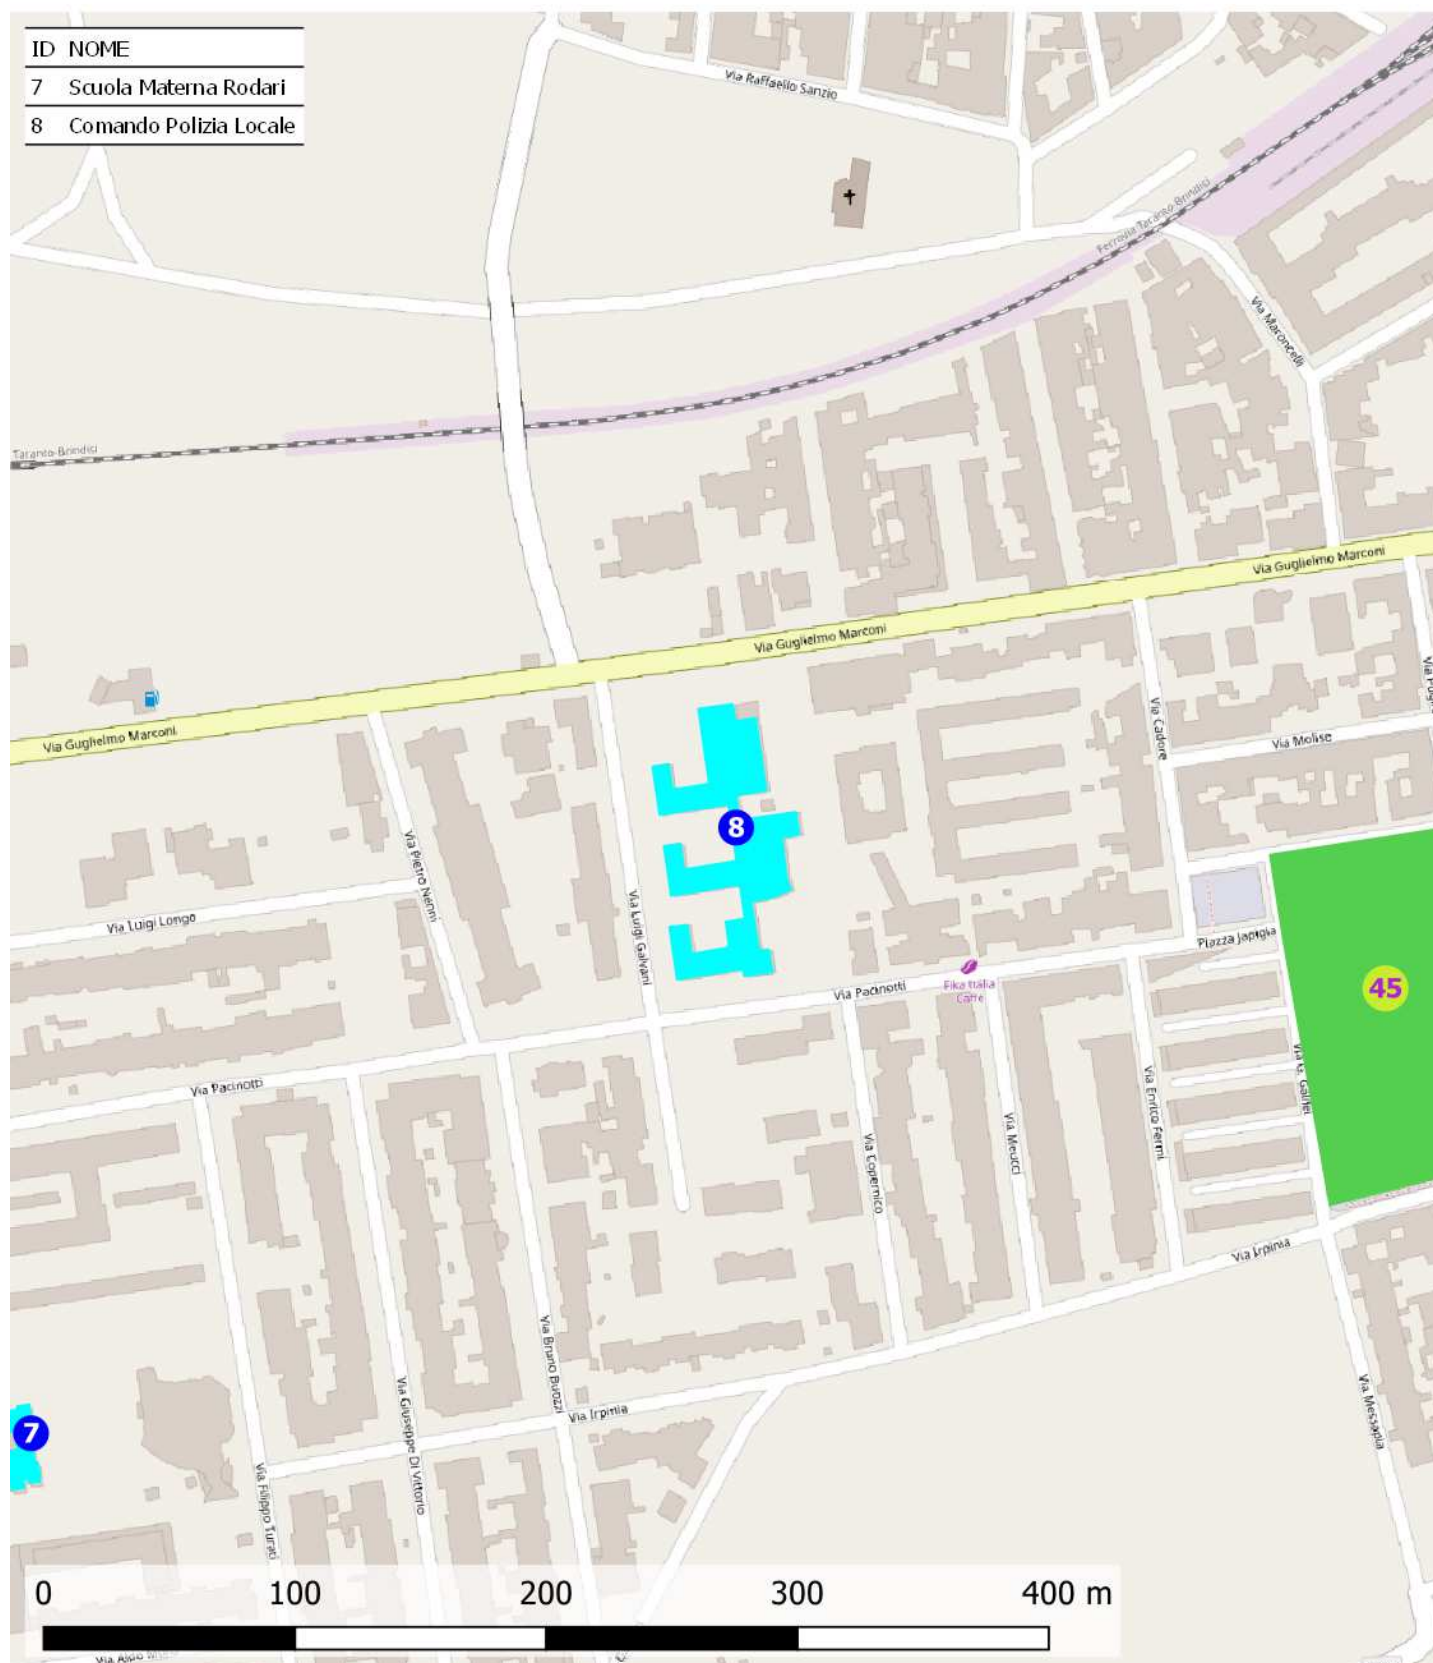 ID NOME
7 Scuola Materna Rodari
8 Comando Polizia Locale
Via Raffaello Sanzio
Ferrovia Taranto-Brindisi
Via Maroncelli
Taranto-Brindisi
Via Guglielmo Marconi
Via Guglielmo Marconi
Via Guglielmo Marconi
Via Cadore
Via Molise
8
Via Pietro Nenni
Via Luigi Longo
Via Luigi Galvani
Piazza Japigia
Via Pacinotti
Fika Italia
Caffè
45
Via Pacinotti
Via G. Galilei
Via Enrico Fermi
Via Meucci
Via Copernico
Via Irpinia
Via Bruno Buozzi
Via Giuseppe Di Vittorio
Via Irpinia
Via Messapia
7
Via Filippo Turati
0 100 200 300 400 m
Via Aldo